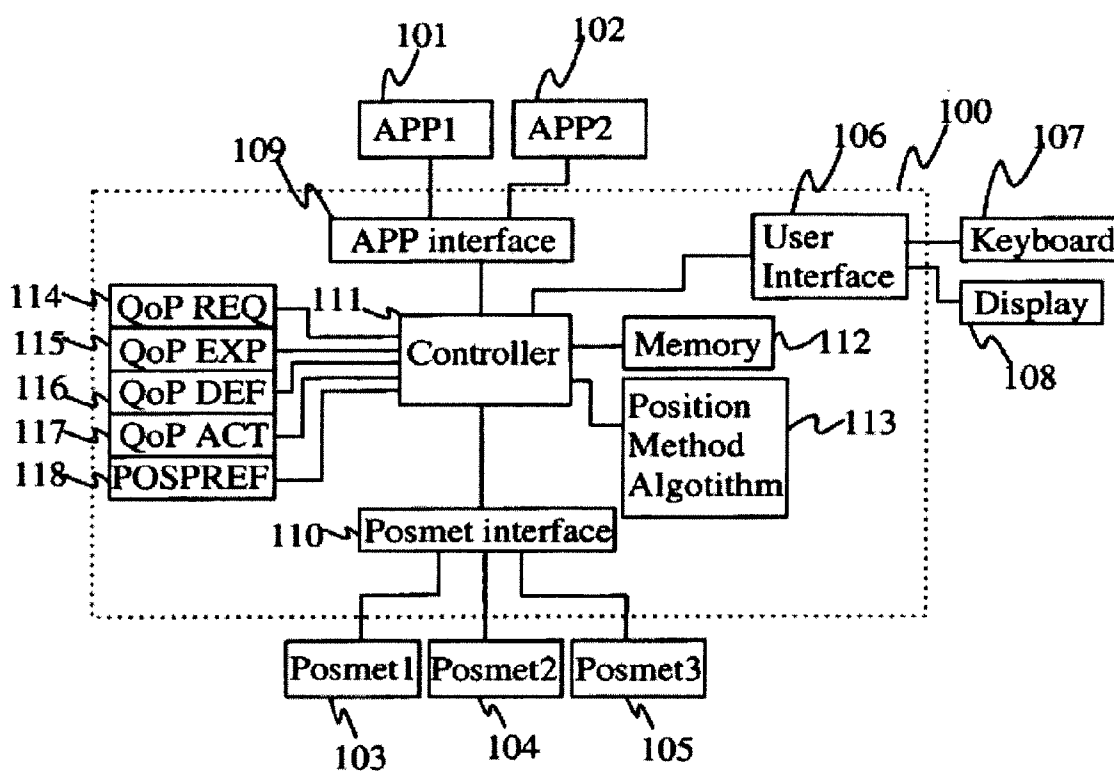 101
102
APP1
APP2
106
100
107
109
APP interface
User
Interface
Keyboard
Display
108
114
QoP REQ
111
Controller
Memory
112
115
QoP EXP
116
QoP DEF
117
QoP ACT
118
POSPREF
Position
Method
Algotithm
113
110
Posmet interface
Posmet1
Posmet2
Posmet3
103
104
105